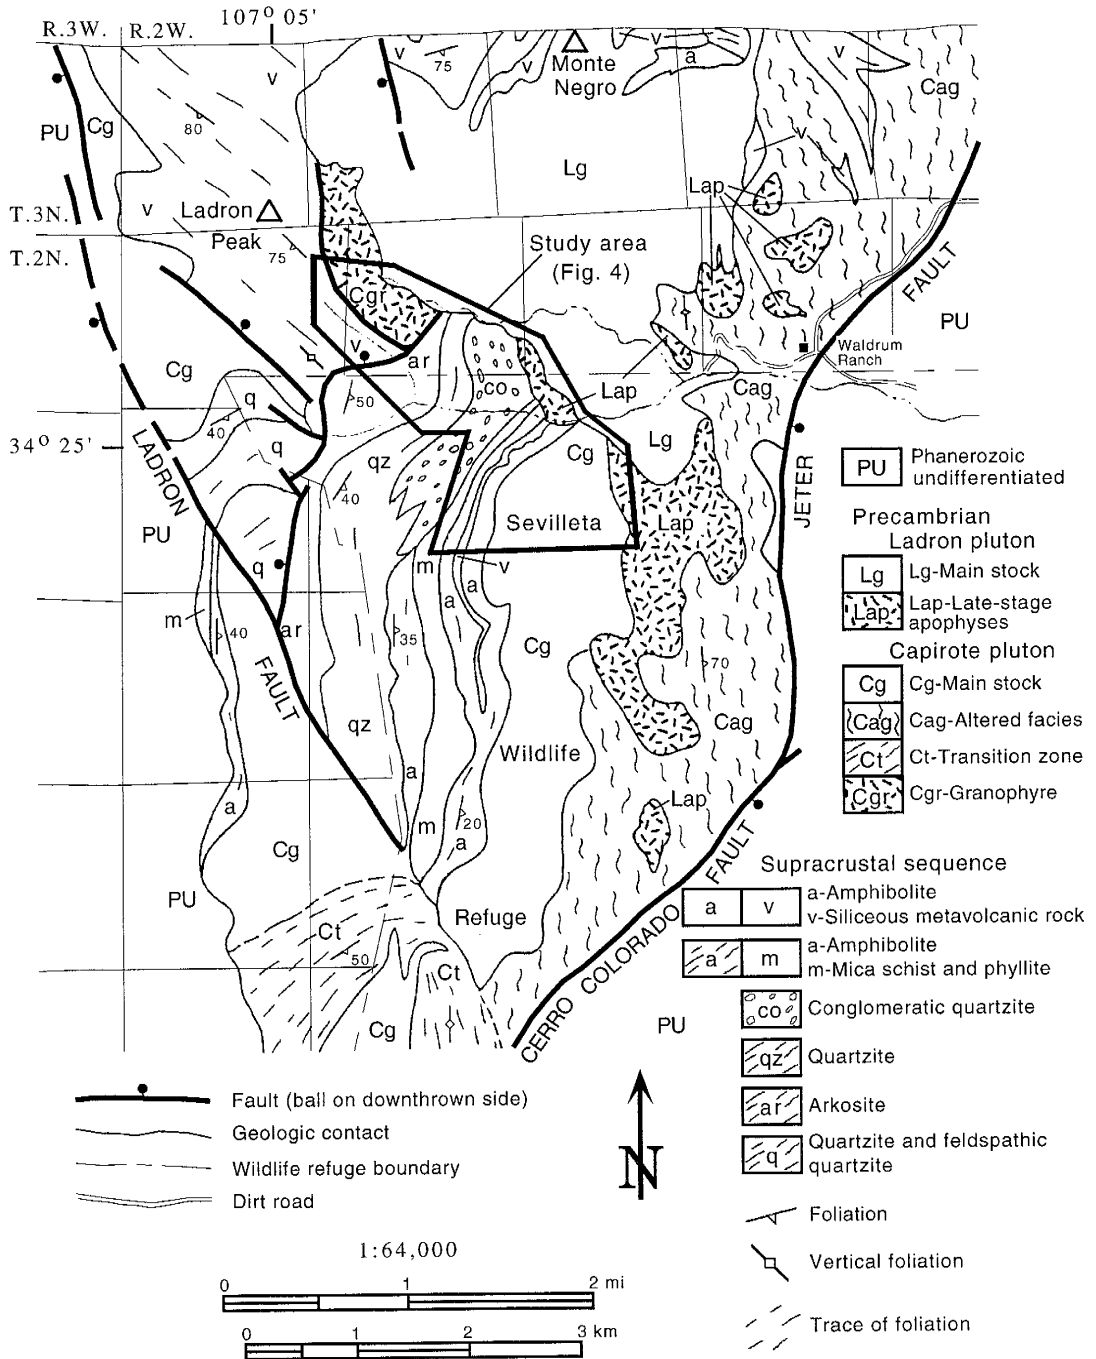 107° 05'
R.3W. R.2W.
v
75
v
Monte
Negro
v
a
v
Cag
PU
Cg
80
v
Lg
T.3N.
v
Ladron
Peak
Lap
T.2N.
75
Study area
(Fig. 4)
FAULT
PU
Cgr
v
ar
Waldrum
Ranch
Cg
q
50
co
Lap
Cag
40
34° 25'
q
qz
Cg
Lg
LADRON
40
JETER
PU
Sevilleta
Lap
q
m
v
a
a
m
40
ar
35
Cg
70
FAULT
qz
Cag
Wildlife
a
a
Lap
Cg
m
20
a
FAULT
PU
Refuge
Ct
50
Ct
CERRO COLORADO
PU
Cg
PU Phanerozoic
undifferentiated
Precambrian
Ladron pluton
Lg Lg-Main stock
Lap Lap-Late-stage
apophyses
Capirote pluton
Cg Cg-Main stock
Cag Cag-Altered facies
Ct Ct-Transition zone
Cgr Cgr-Granophyre
Supracrustal sequence
a v a-Amphibolite
v-Siliceous metavolcanic rock
a m a-Amphibolite
m-Mica schist and phyllite
co Conglomeratic quartzite
qz Quartzite
ar Arkosite
q Quartzite and feldspathic
quartzite
Foliation
Vertical foliation
Trace of foliation
Fault (ball on downthrown side)
Geologic contact
Wildlife refuge boundary
Dirt road
N
1:64,000
0 1 2 mi
0 1 2 3 km